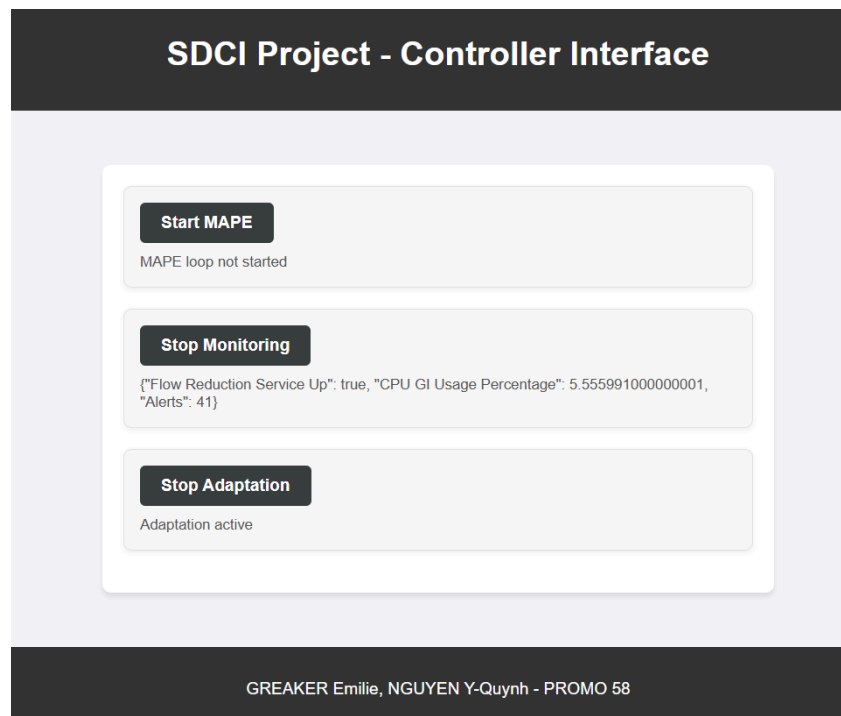 SDCI Project - Controller Interface
Start MAPE
MAPE loop not started
Stop Monitoring
{"Flow Reduction Service Up": true, "CPU GI Usage Percentage": 5.555991000000001,
"Alerts": 41}
Stop Adaptation
Adaptation active
GREAKER Emilie, NGUYEN Y-Quynh - PROMO 58